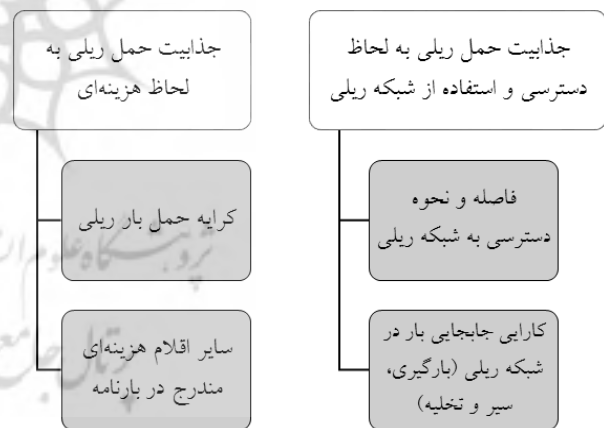 جذابیت حمل ریلی به لحاظ
دسترسی و استفاده از شبکه ریلی
فاصله و نحوه
دسترسی به شبکه ریلی
کارایی جابجایی بار در
شبکه ریلی (بارگیری،
سیر و تخلیه)
جذابیت حمل ریلی به
لحاظ هزینه‌ای
کرایه حمل بار ریلی
سایر اقلام هزینه‌ای
مندرج در بارنامه